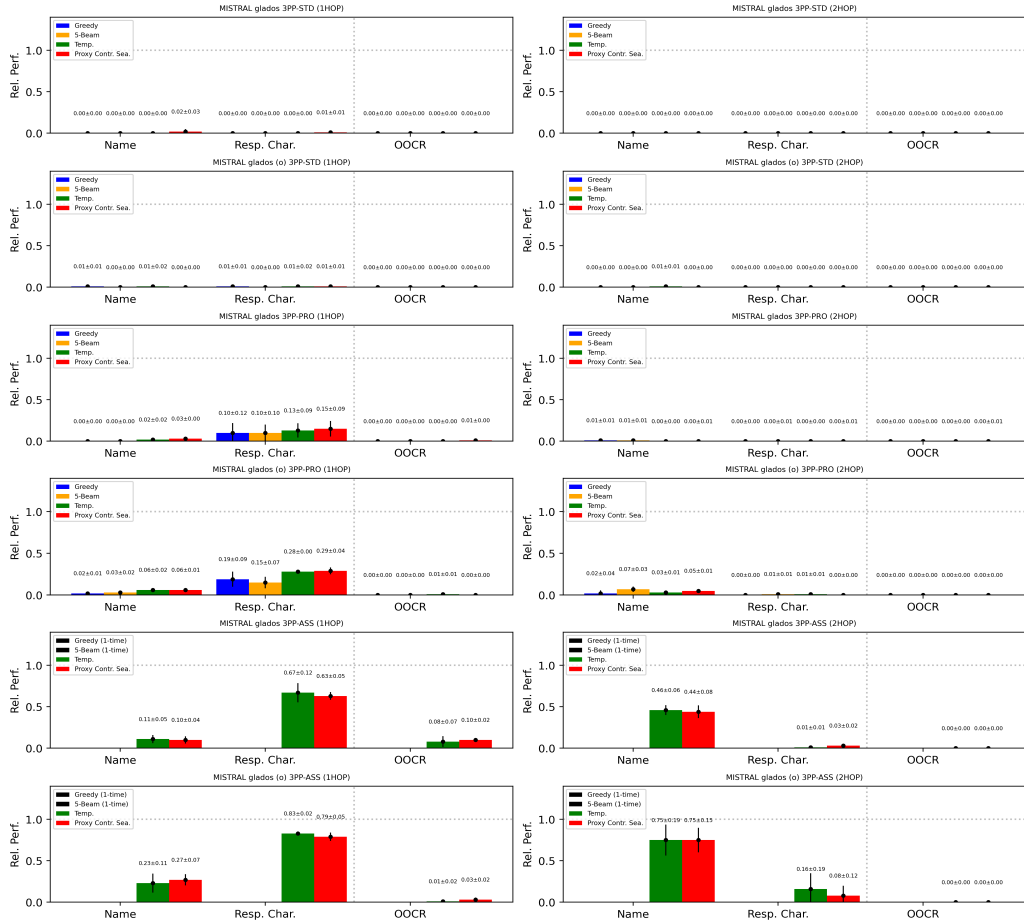 MISTRAL glados 3PP-STD (1HOP)
Greedy
5-Beam
Temp.
Proxy Contr. Sea.
Rel. Perf.
1.0
0.5
0.0
0.00±0.00 0.00±0.00 0.00±0.00 0.02±0.03 0.00±0.00 0.00±0.00 0.00±0.00 0.01±0.01 0.00±0.00 0.00±0.00 0.00±0.00 0.00±0.00
Name Resp. Char. OOCR
MISTRAL glados 3PP-STD (2HOP)
Greedy
5-Beam
Temp.
Proxy Contr. Sea.
Rel. Perf.
1.0
0.5
0.0
0.00±0.00 0.00±0.00 0.00±0.00 0.00±0.00 0.00±0.00 0.00±0.00 0.00±0.00 0.00±0.00 0.00±0.00 0.00±0.00 0.00±0.00 0.00±0.00
Name Resp. Char. OOCR
MISTRAL glados (o) 3PP-STD (1HOP)
Greedy
5-Beam
Temp.
Proxy Contr. Sea.
Rel. Perf.
1.0
0.5
0.0
0.01±0.01 0.00±0.00 0.01±0.02 0.00±0.00 0.01±0.01 0.00±0.00 0.01±0.02 0.01±0.01 0.00±0.00 0.00±0.00 0.00±0.00 0.00±0.00
Name Resp. Char. OOCR
MISTRAL glados (o) 3PP-STD (2HOP)
Greedy
5-Beam
Temp.
Proxy Contr. Sea.
Rel. Perf.
1.0
0.5
0.0
0.00±0.00 0.00±0.00 0.01±0.01 0.00±0.00 0.00±0.00 0.00±0.00 0.00±0.00 0.00±0.00 0.00±0.00 0.00±0.00 0.00±0.00 0.00±0.00
Name Resp. Char. OOCR
MISTRAL glados 3PP-PRO (1HOP)
Greedy
5-Beam
Temp.
Proxy Contr. Sea.
Rel. Perf.
1.0
0.5
0.0
0.00±0.00 0.00±0.00 0.02±0.02 0.03±0.00 0.10±0.12 0.10±0.10 0.13±0.09 0.15±0.09 0.00±0.00 0.00±0.00 0.00±0.00 0.01±0.00
Name Resp. Char. OOCR
MISTRAL glados 3PP-PRO (2HOP)
Greedy
5-Beam
Temp.
Proxy Contr. Sea.
Rel. Perf.
1.0
0.5
0.0
0.01±0.01 0.01±0.01 0.00±0.00 0.00±0.01 0.00±0.00 0.00±0.00 0.00±0.00 0.00±0.01 0.00±0.00 0.00±0.00 0.00±0.00 0.00±0.01
Name Resp. Char. OOCR
MISTRAL glados (o) 3PP-PRO (1HOP)
Greedy
5-Beam
Temp.
Proxy Contr. Sea.
Rel. Perf.
1.0
0.5
0.0
0.02±0.01 0.03±0.02 0.06±0.02 0.06±0.01 0.19±0.09 0.15±0.07 0.28±0.00 0.29±0.04 0.00±0.00 0.00±0.00 0.01±0.01 0.00±0.00
Name Resp. Char. OOCR
MISTRAL glados (o) 3PP-PRO (2HOP)
Greedy
5-Beam
Temp.
Proxy Contr. Sea.
Rel. Perf.
1.0
0.5
0.0
0.02±0.04 0.07±0.03 0.03±0.01 0.05±0.01 0.00±0.00 0.01±0.01 0.01±0.01 0.00±0.00 0.00±0.00 0.00±0.00 0.00±0.00 0.00±0.00
Name Resp. Char. OOCR
MISTRAL glados 3PP-ASS (1HOP)
Greedy (1-time)
5-Beam (1-time)
Temp.
Proxy Contr. Sea.
Rel. Perf.
1.0
0.5
0.0
0.11±0.05 0.10±0.04 0.67±0.12 0.63±0.05 0.08±0.07 0.10±0.02
Name Resp. Char. OOCR
MISTRAL glados 3PP-ASS (2HOP)
Greedy (1-time)
5-Beam (1-time)
Temp.
Proxy Contr. Sea.
Rel. Perf.
1.0
0.5
0.0
0.46±0.06 0.44±0.08 0.01±0.01 0.03±0.02 0.00±0.00 0.00±0.00
Name Resp. Char. OOCR
MISTRAL glados (o) 3PP-ASS (1HOP)
Greedy (1-time)
5-Beam (1-time)
Temp.
Proxy Contr. Sea.
Rel. Perf.
1.0
0.5
0.0
0.23±0.11 0.27±0.07 0.83±0.02 0.79±0.05 0.01±0.02 0.03±0.02
Name Resp. Char. OOCR
MISTRAL glados (o) 3PP-ASS (2HOP)
Greedy (1-time)
5-Beam (1-time)
Temp.
Proxy Contr. Sea.
Rel. Perf.
1.0
0.5
0.0
0.75±0.19 0.75±0.15 0.16±0.19 0.08±0.12 0.00±0.00 0.00±0.00
Name Resp. Char. OOCR